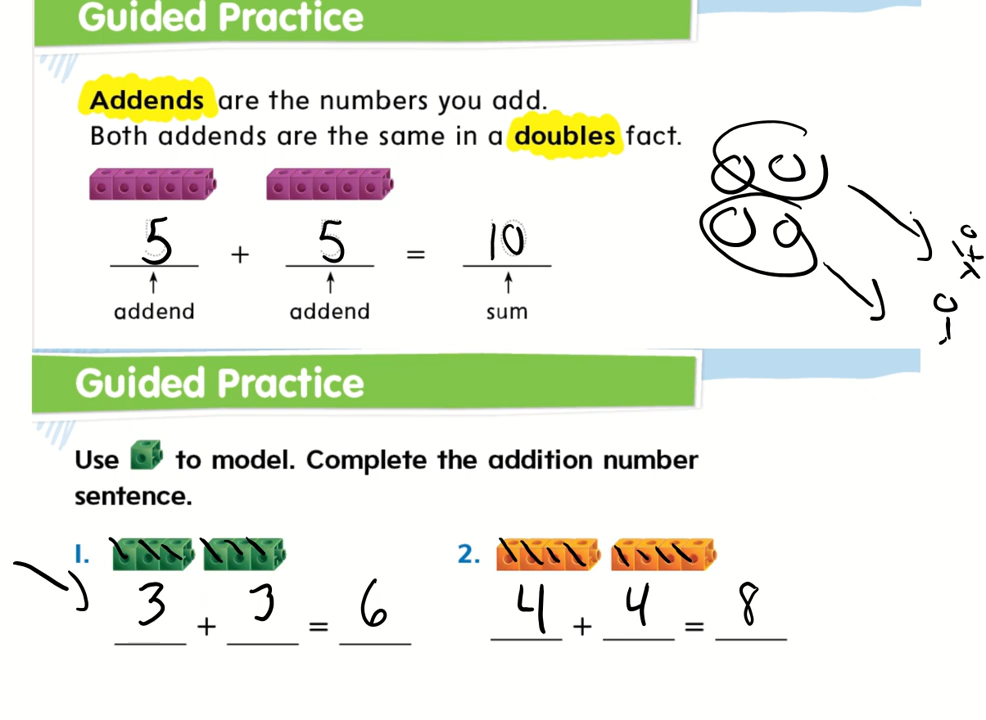 Guided Practice
Addends are the numbers you add.
Both addends are the same in a doubles fact.
5 + 5 = 10
addend addend sum
Guided Practice
Use to model. Complete the addition number
sentence.
1. 2.
3 + 3 = 6 4 + 4 = 8